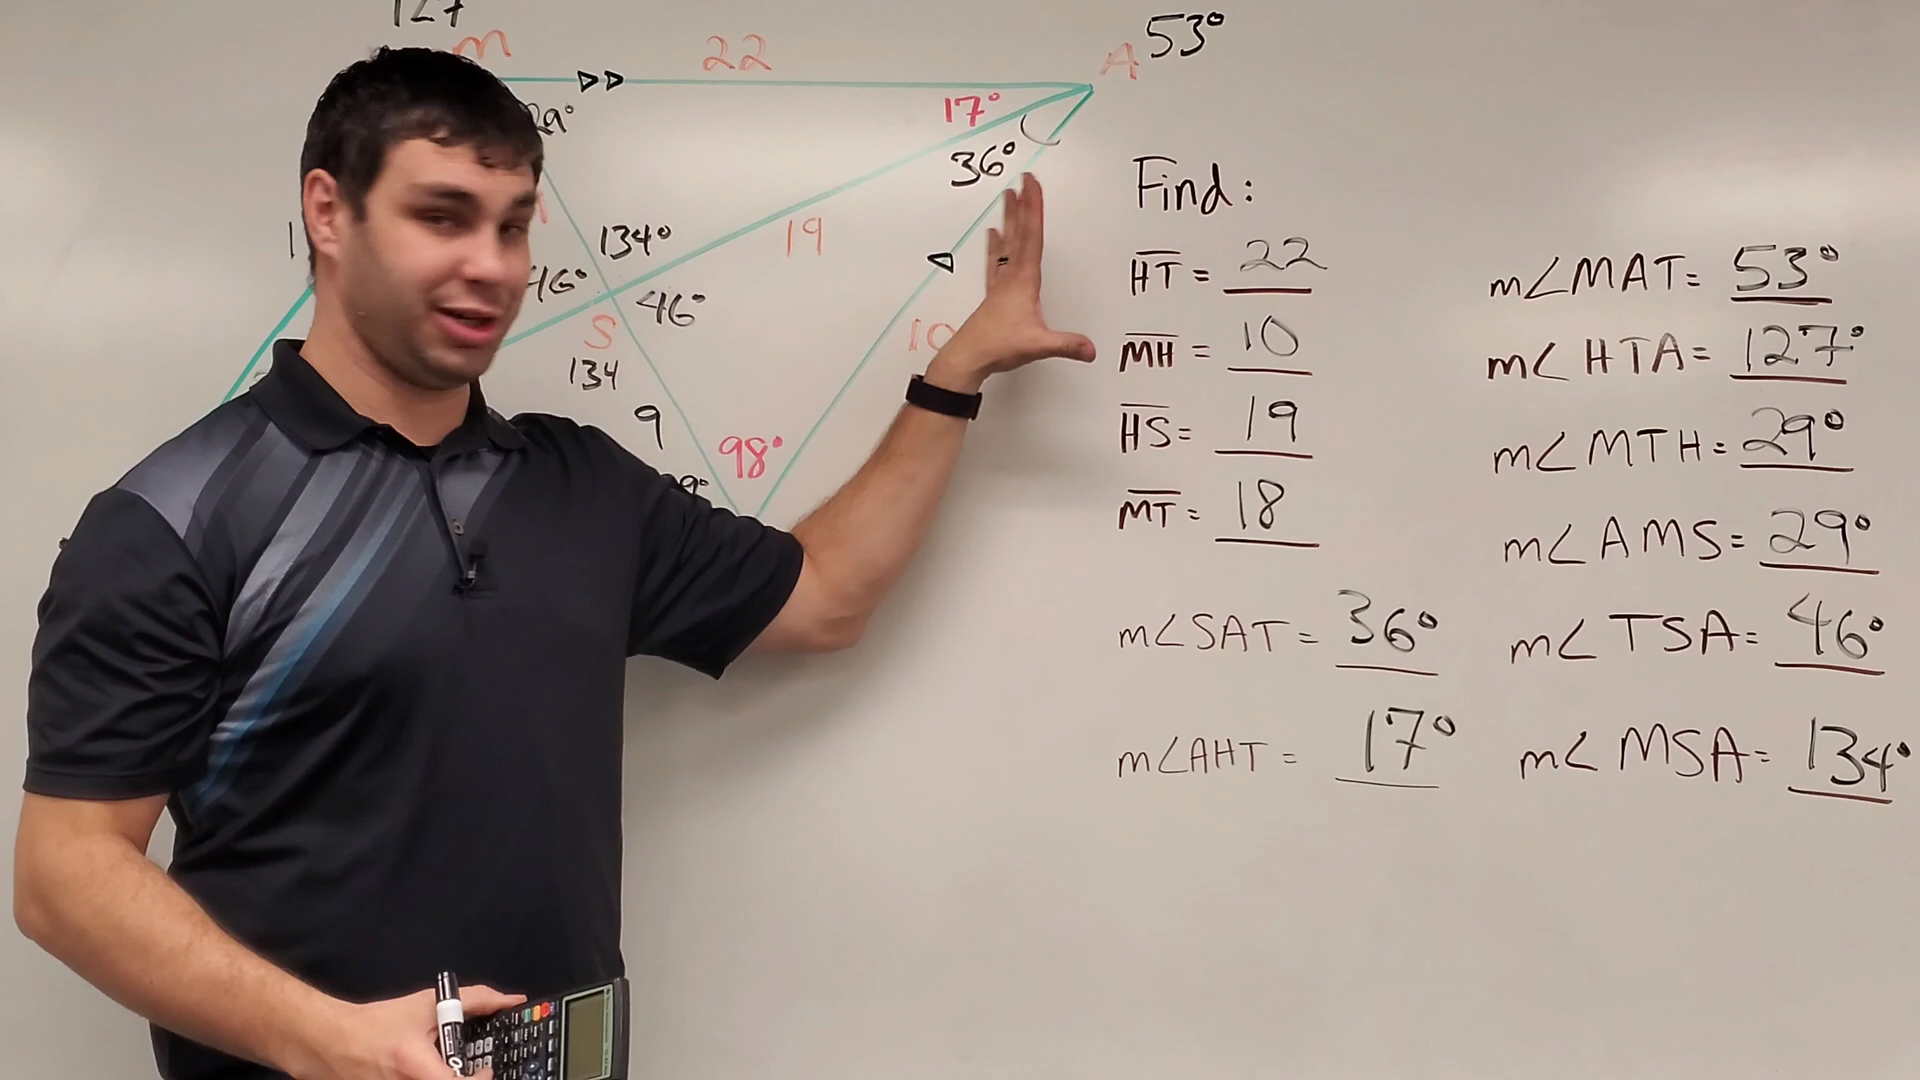 127
M
22
A
53°
29°
17°
36°
134°
19
46°
46°
S
10
134
9
98°
Find:
HT = 22
MH = 10
HS = 19
MT = 18
m∠SAT = 36°
m∠AHT = 17°
m∠MAT = 53°
m∠HTA = 127°
m∠MTH = 29°
m∠AMS = 29°
m∠TSA = 46°
m∠MSA = 134°